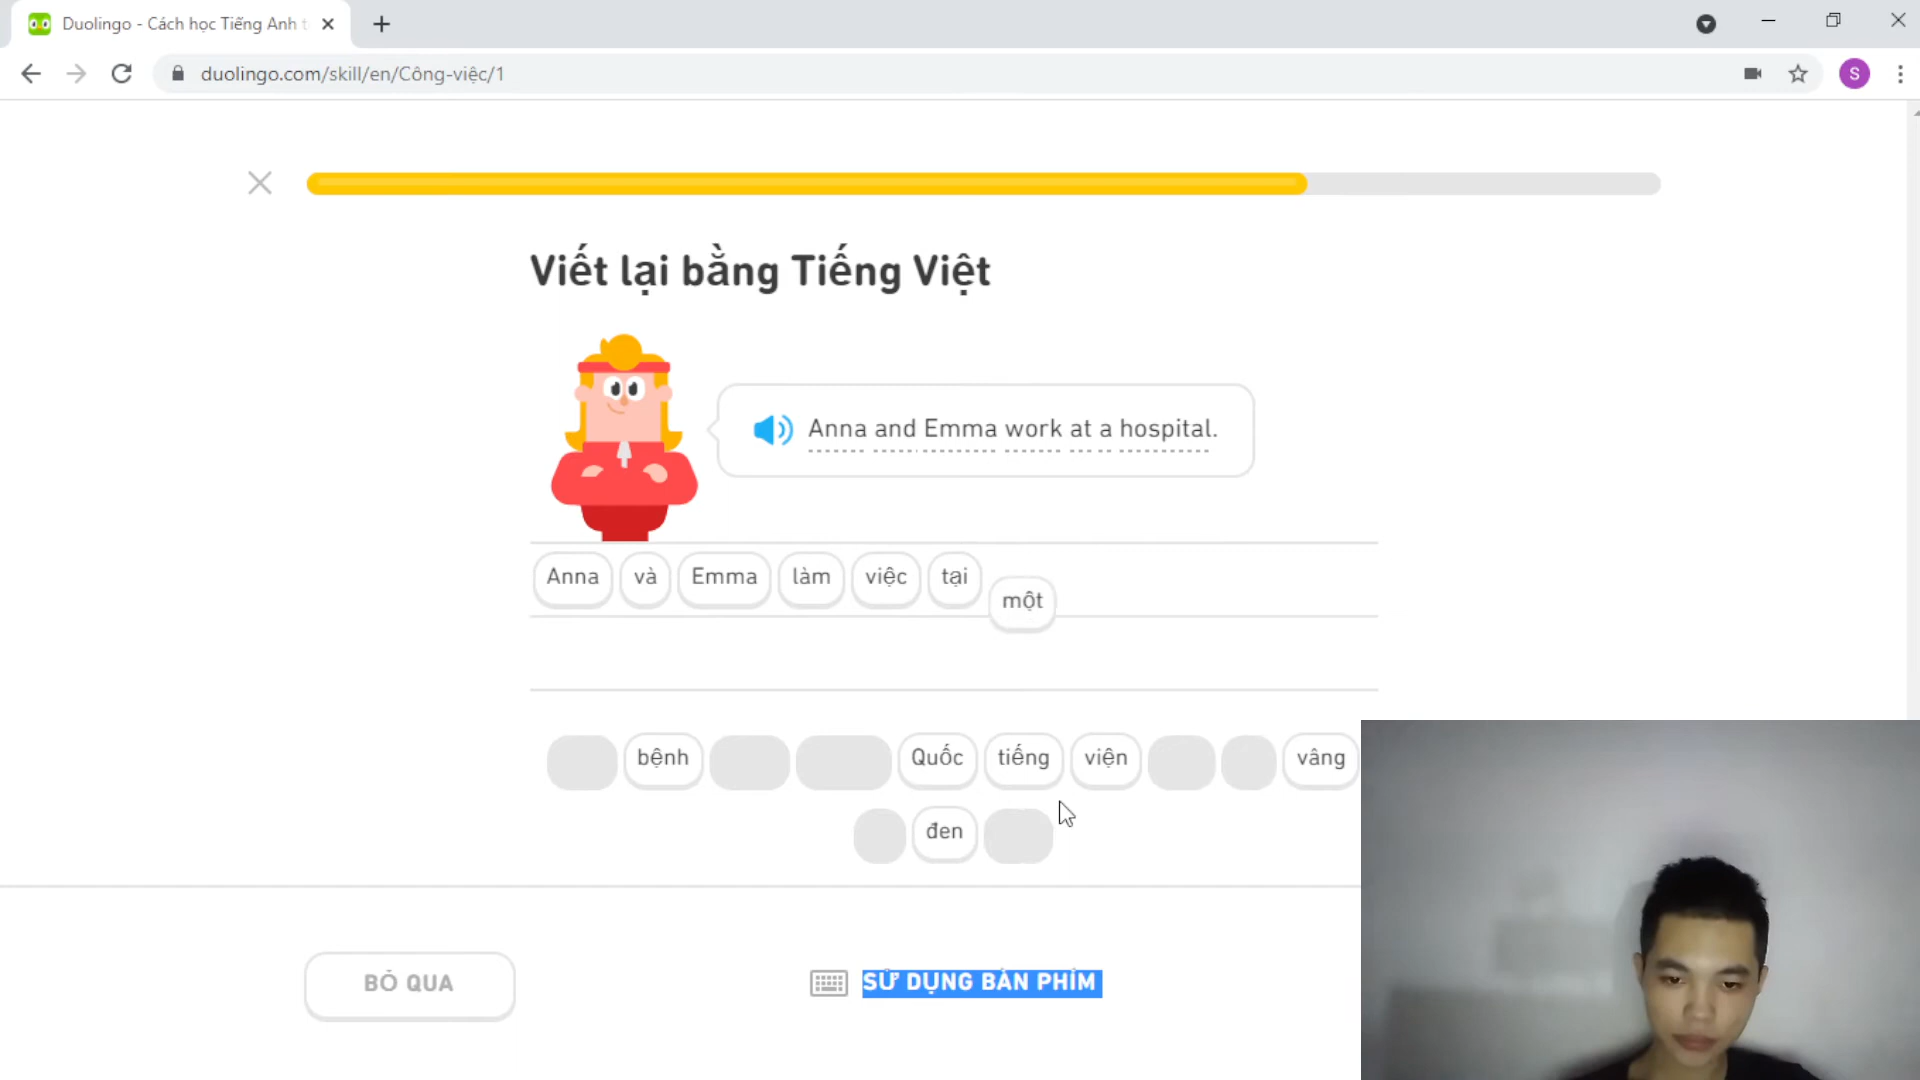 Duolingo - Cách học Tiếng Anh t
duolingo.com/skill/en/Công-việc/1
S
Viết lại bằng Tiếng Việt
Anna and Emma work at a hospital.
Anna và Emma làm việc tại một
bệnh Quốc tiếng viện vâng
đen
BỎ QUA
SỬ DỤNG BÀN PHÍM